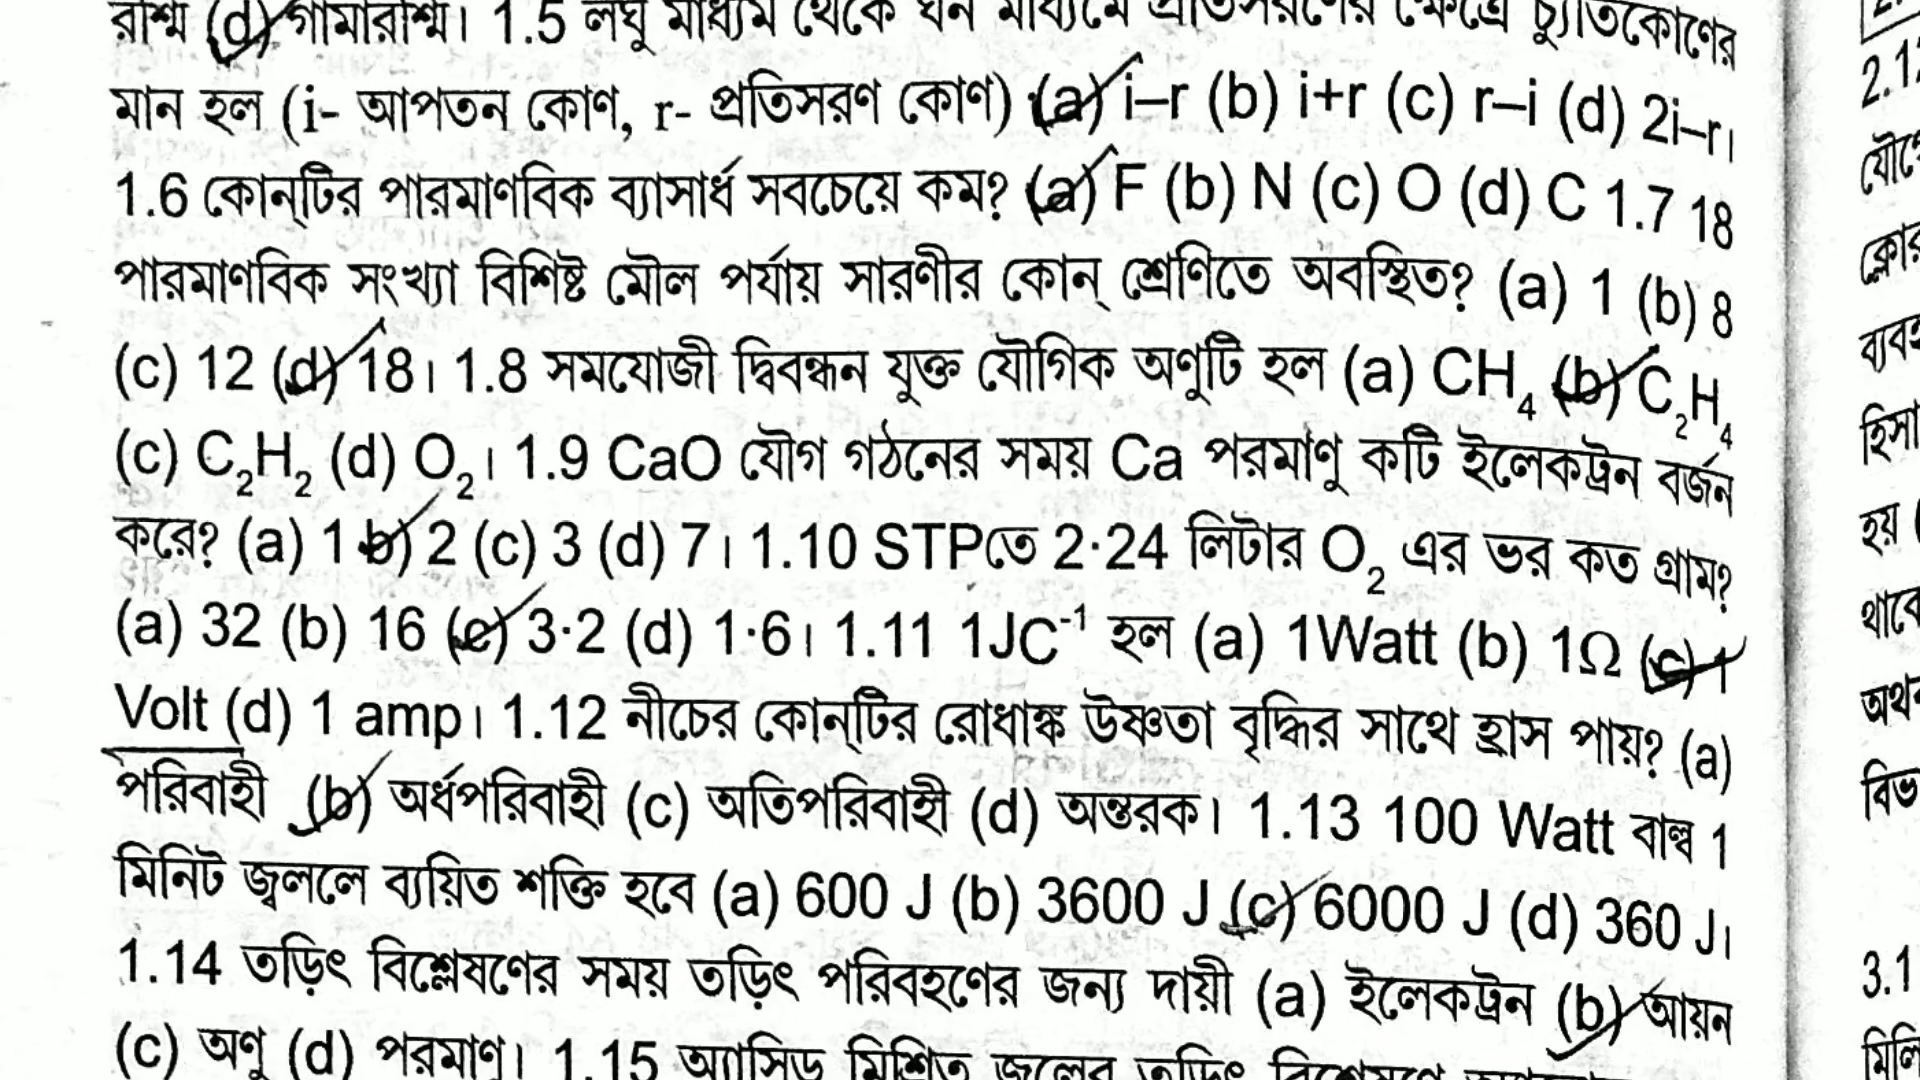 রশ্মি (d) গামারশ্মি। 1.5 লঘু মাধ্যম থেকে ঘন মাধ্যমে প্রতিসরণের ক্ষেত্রে চ্যুতিকোণের
মান হল (i- আপতন কোণ, r- প্রতিসরণ কোণ) (a) i–r (b) i+r (c) r–i (d) 2i–r।
1.6 কোন্‌টির পারমাণবিক ব্যাসার্ধ সবচেয়ে কম? (a) F (b) N (c) O (d) C 1.7 18
পারমাণবিক সংখ্যা বিশিষ্ট মৌল পর্যায় সারণীর কোন্ শ্রেণিতে অবস্থিত? (a) 1 (b) 8
(c) 12 (d) 18। 1.8 সমযোজী দ্বিবন্ধন যুক্ত যৌগিক অণুটি হল (a) CH₄ (b) C₂H₄
(c) C₂H₂ (d) O₂। 1.9 CaO যৌগ গঠনের সময় Ca পরমাণু কটি ইলেকট্রন বর্জন
করে? (a) 1 b) 2 (c) 3 (d) 7। 1.10 STPতে 2·24 লিটার O₂ এর ভর কত গ্রাম?
(a) 32 (b) 16 (c) 3·2 (d) 1·6। 1.11 1JC⁻¹ হল (a) 1Watt (b) 1Ω (c) 1
Volt (d) 1 amp। 1.12 নীচের কোন্‌টির রোধাঙ্ক উষ্ণতা বৃদ্ধির সাথে হ্রাস পায়? (a)
পরিবাহী (b) অর্ধপরিবাহী (c) অতিপরিবাহী (d) অন্তরক। 1.13 100 Watt বাল্ব 1
মিনিট জ্বললে ব্যয়িত শক্তি হবে (a) 600 J (b) 3600 J (c) 6000 J (d) 360 J।
1.14 তড়িৎ বিশ্লেষণের সময় তড়িৎ পরিবহণের জন্য দায়ী (a) ইলেকট্রন (b) আয়ন
(c) অণু (d) পরমাণু। 1.15 অ্যাসিড মিশ্রিত জলের তড়িৎ বিশ্লেষণে
3.1